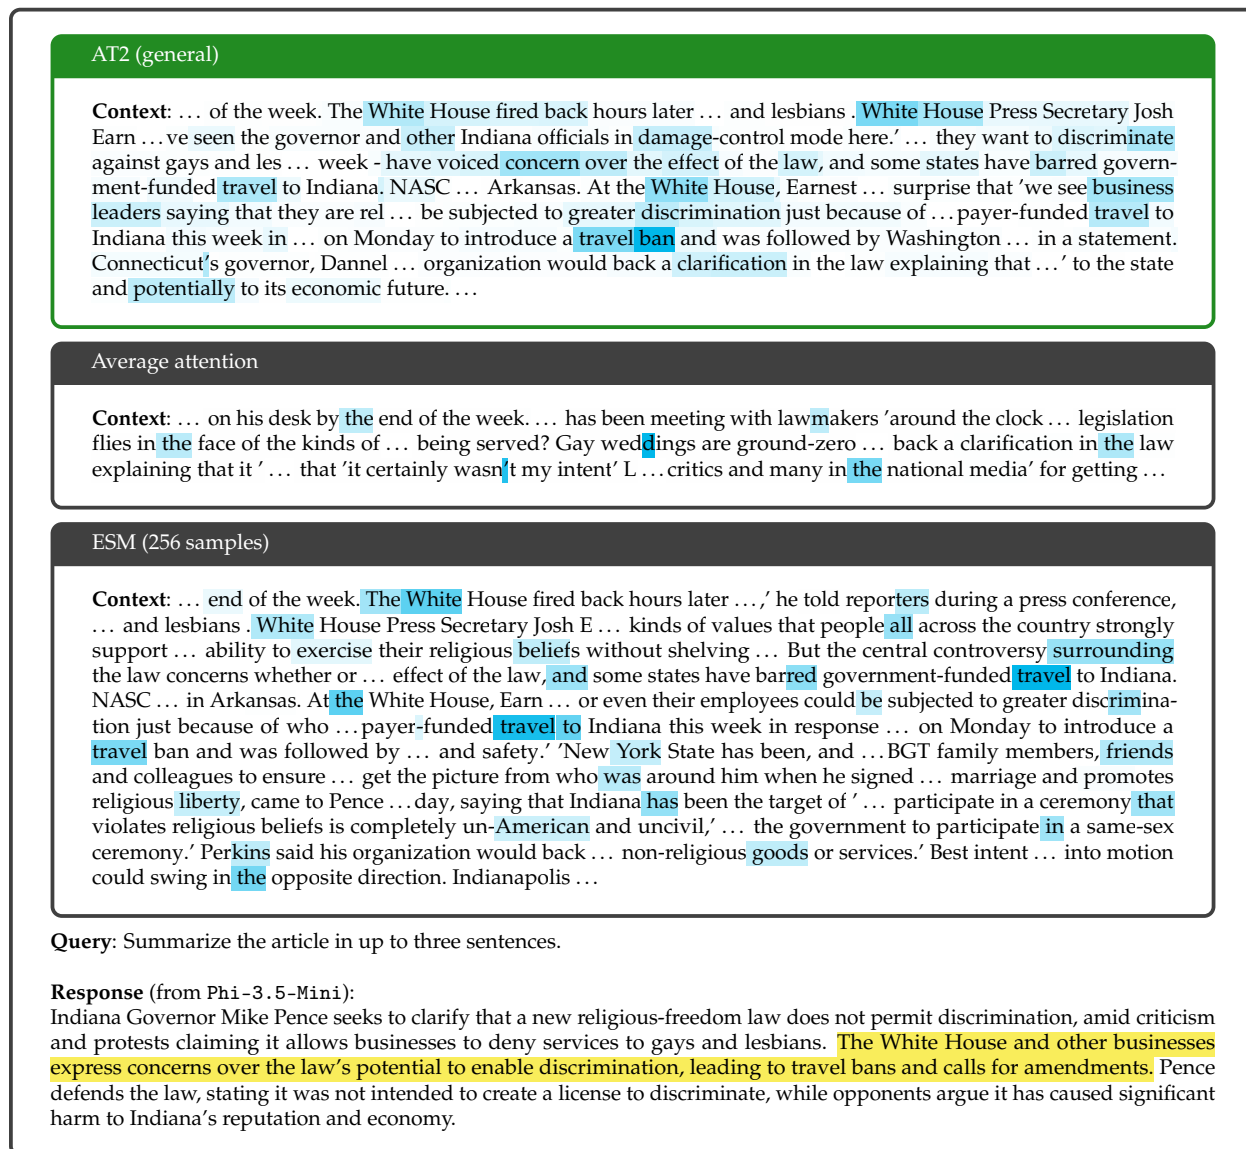 AT2 (general)
Context: ... of the week. The White House fired back hours later ... and lesbians . White House Press Secretary Josh
Earn ...ve seen the governor and other Indiana officials in damage-control mode here.' ... they want to discriminate
against gays and les ... week - have voiced concern over the effect of the law, and some states have barred govern-
ment-funded travel to Indiana. NASC ... Arkansas. At the White House, Earnest ... surprise that 'we see business
leaders saying that they are rel ... be subjected to greater discrimination just because of ...payer-funded travel to
Indiana this week in ... on Monday to introduce a travel ban and was followed by Washington ... in a statement.
Connecticut's governor, Dannel ... organization would back a clarification in the law explaining that ...' to the state
and potentially to its economic future. ...
Average attention
Context: ... on his desk by the end of the week. ... has been meeting with lawmakers 'around the clock ... legislation
flies in the face of the kinds of ... being served? Gay weddings are ground-zero ... back a clarification in the law
explaining that it ' ... that 'it certainly wasn't my intent' L ...critics and many in the national media' for getting ...
ESM (256 samples)
Context: ... end of the week. The White House fired back hours later ...,' he told reporters during a press conference,
... and lesbians . White House Press Secretary Josh E ... kinds of values that people all across the country strongly
support ... ability to exercise their religious beliefs without shelving ... But the central controversy surrounding
the law concerns whether or ... effect of the law, and some states have barred government-funded travel to Indiana.
NASC ... in Arkansas. At the White House, Earn ... or even their employees could be subjected to greater discrimina-
tion just because of who ...payer-funded travel to Indiana this week in response ... on Monday to introduce a
travel ban and was followed by ... and safety.' 'New York State has been, and ...BGT family members, friends
and colleagues to ensure ... get the picture from who was around him when he signed ... marriage and promotes
religious liberty, came to Pence ...day, saying that Indiana has been the target of ' ... participate in a ceremony that
violates religious beliefs is completely un-American and uncivil,' ... the government to participate in a same-sex
ceremony.' Perkins said his organization would back ... non-religious goods or services.' Best intent ... into motion
could swing in the opposite direction. Indianapolis ...
Query: Summarize the article in up to three sentences.
Response (from Phi-3.5-Mini):
Indiana Governor Mike Pence seeks to clarify that a new religious-freedom law does not permit discrimination, amid criticism
and protests claiming it allows businesses to deny services to gays and lesbians. The White House and other businesses
express concerns over the law's potential to enable discrimination, leading to travel bans and calls for amendments. Pence
defends the law, stating it was not intended to create a license to discriminate, while opponents argue it has caused significant
harm to Indiana's reputation and economy.